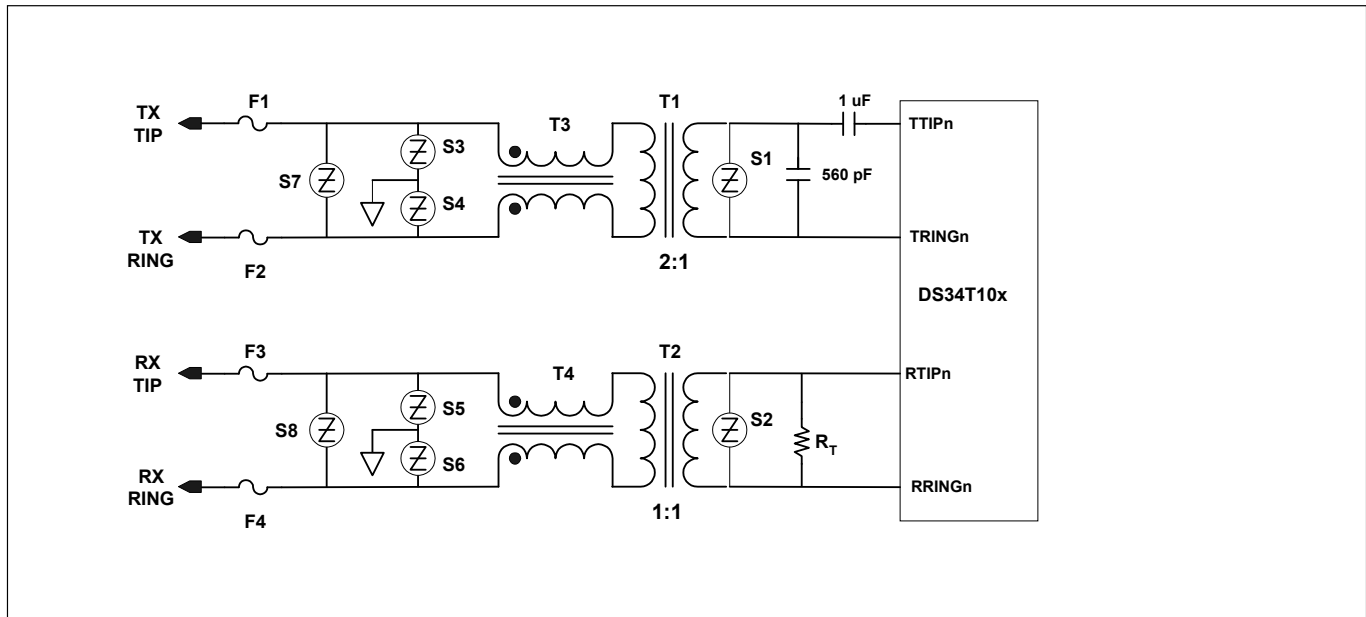 TX
TIP
F1
S7
S3
S4
T3
T1
S1
1 uF
560 pF
TTIPn
TX
RING
F2
2:1
TRINGn
DS34T10x
RX
TIP
F3
S8
S5
S6
T4
T2
S2
RT
RTIPn
RX
RING
F4
1:1
RRINGn